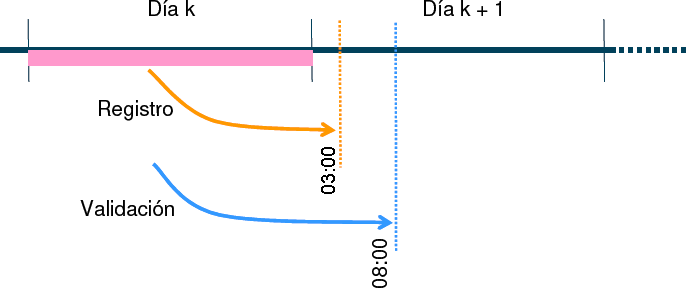 Día k
Día k + 1
Registro
03:00
Validación
08:00